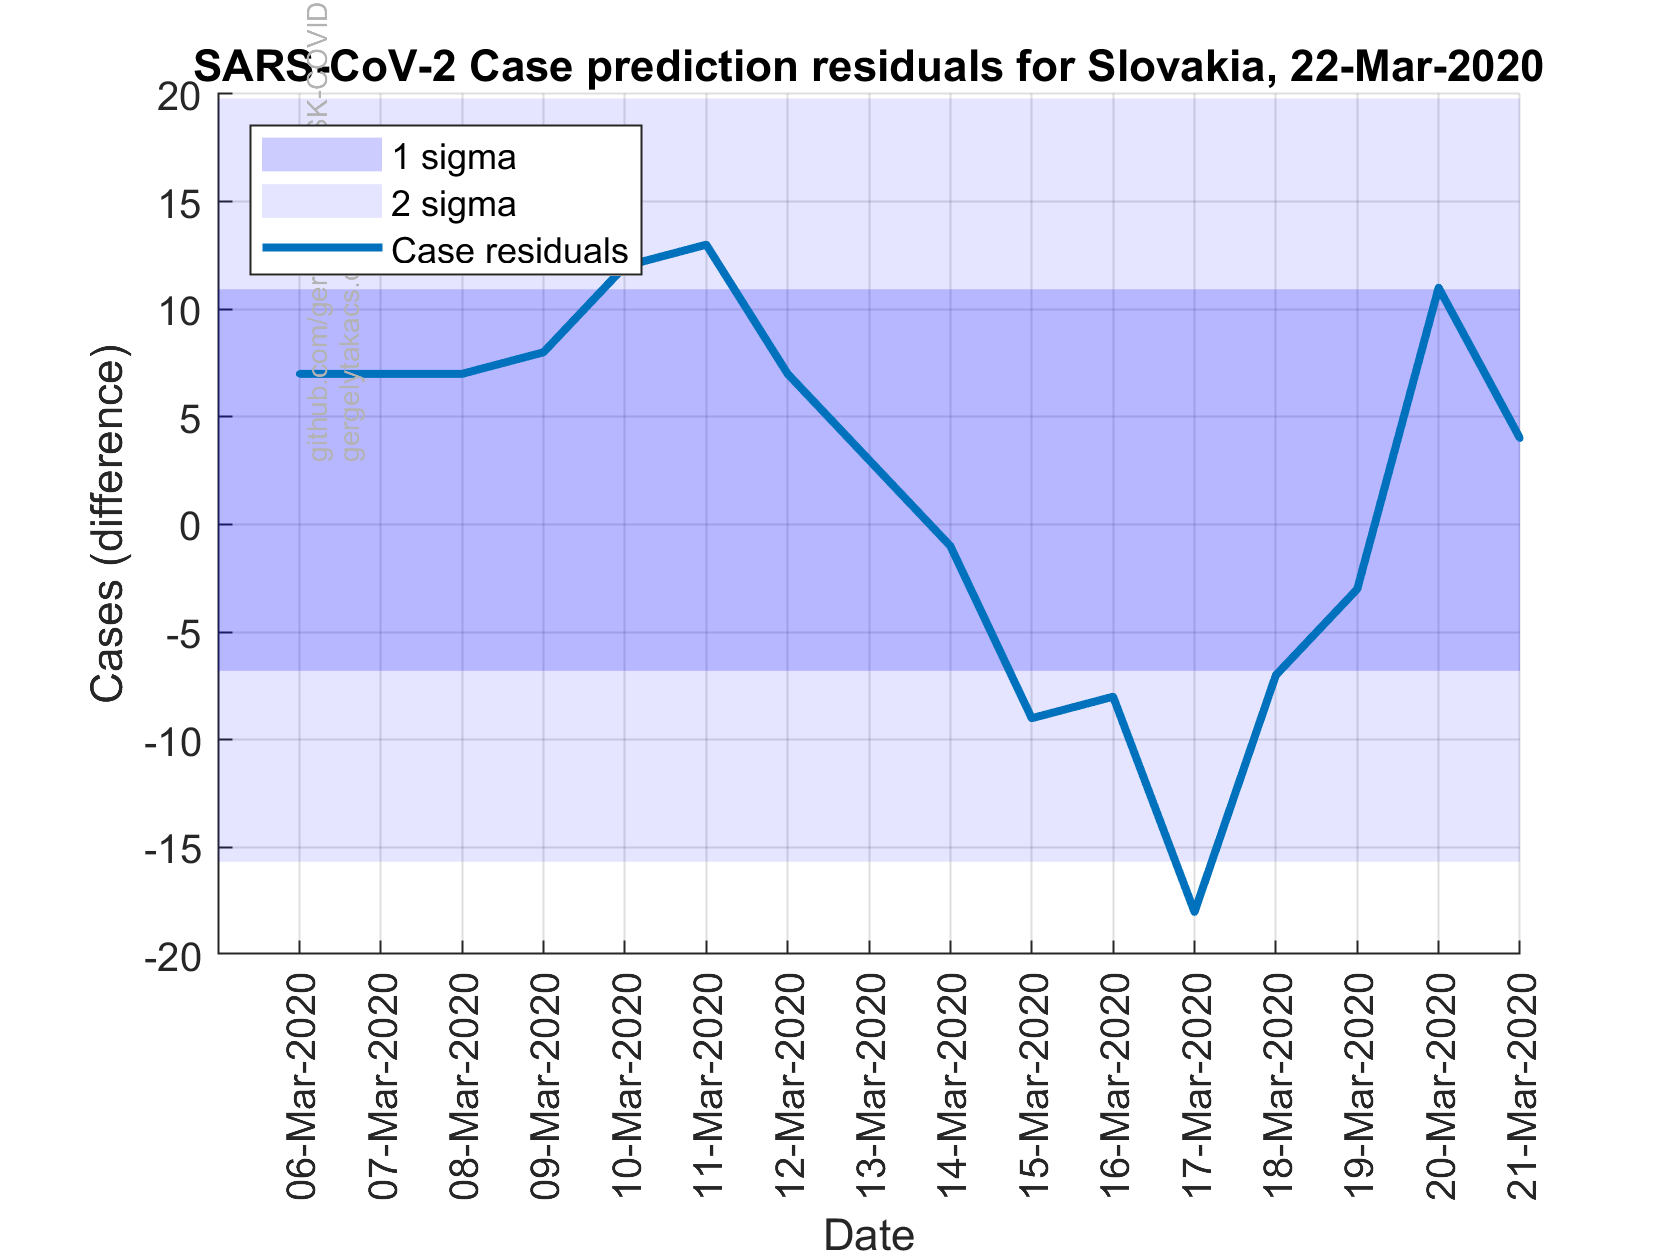 SARS-CoV-2 Case prediction residuals for Slovakia, 22-Mar-2020
1 sigma
2 sigma
Case residuals
20
15
10
5
0
-5
-10
-15
-20
Cases (difference)
06-Mar-2020
07-Mar-2020
08-Mar-2020
09-Mar-2020
10-Mar-2020
11-Mar-2020
12-Mar-2020
13-Mar-2020
14-Mar-2020
15-Mar-2020
16-Mar-2020
17-Mar-2020
18-Mar-2020
19-Mar-2020
20-Mar-2020
21-Mar-2020
Date